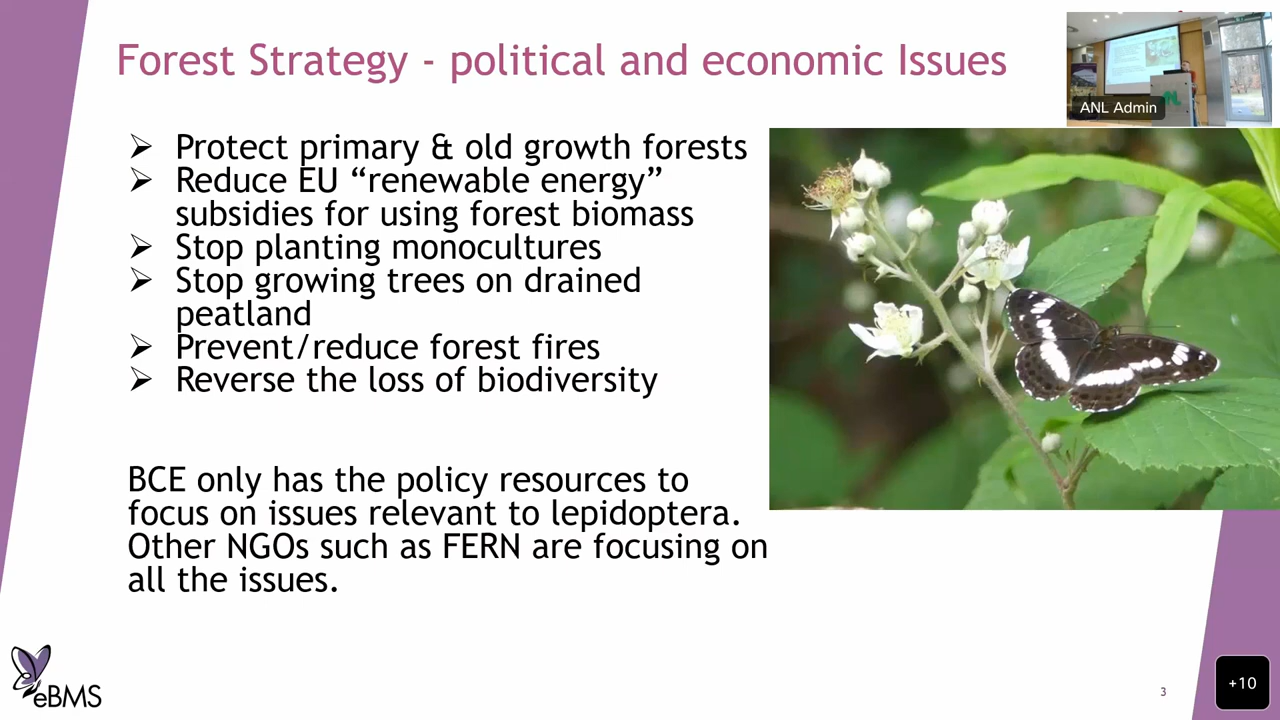 Forest Strategy - political and economic Issues
ANL Admin
➢ Protect primary & old growth forests
➢ Reduce EU “renewable energy”
subsidies for using forest biomass
➢ Stop planting monocultures
➢ Stop growing trees on drained
peatland
➢ Prevent/reduce forest fires
➢ Reverse the loss of biodiversity
BCE only has the policy resources to
focus on issues relevant to lepidoptera.
Other NGOs such as FERN are focusing on
all the issues.
eBMS
3
+10